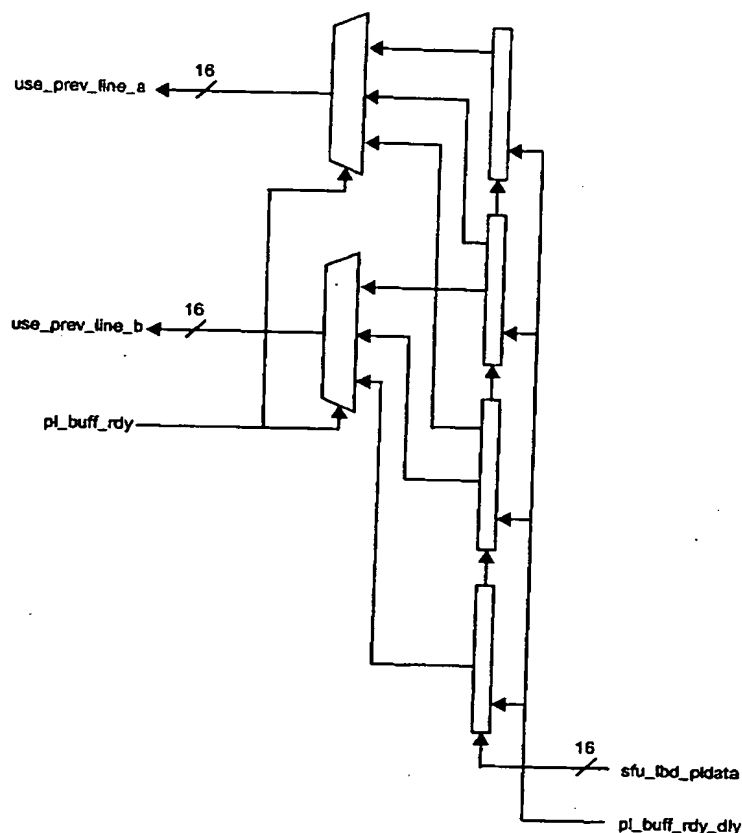 16
use_prev_line_a
16
use_prev_line_b
pl_buff_rdy
16
sfu_lbd_pldata
pl_buff_rdy_dly